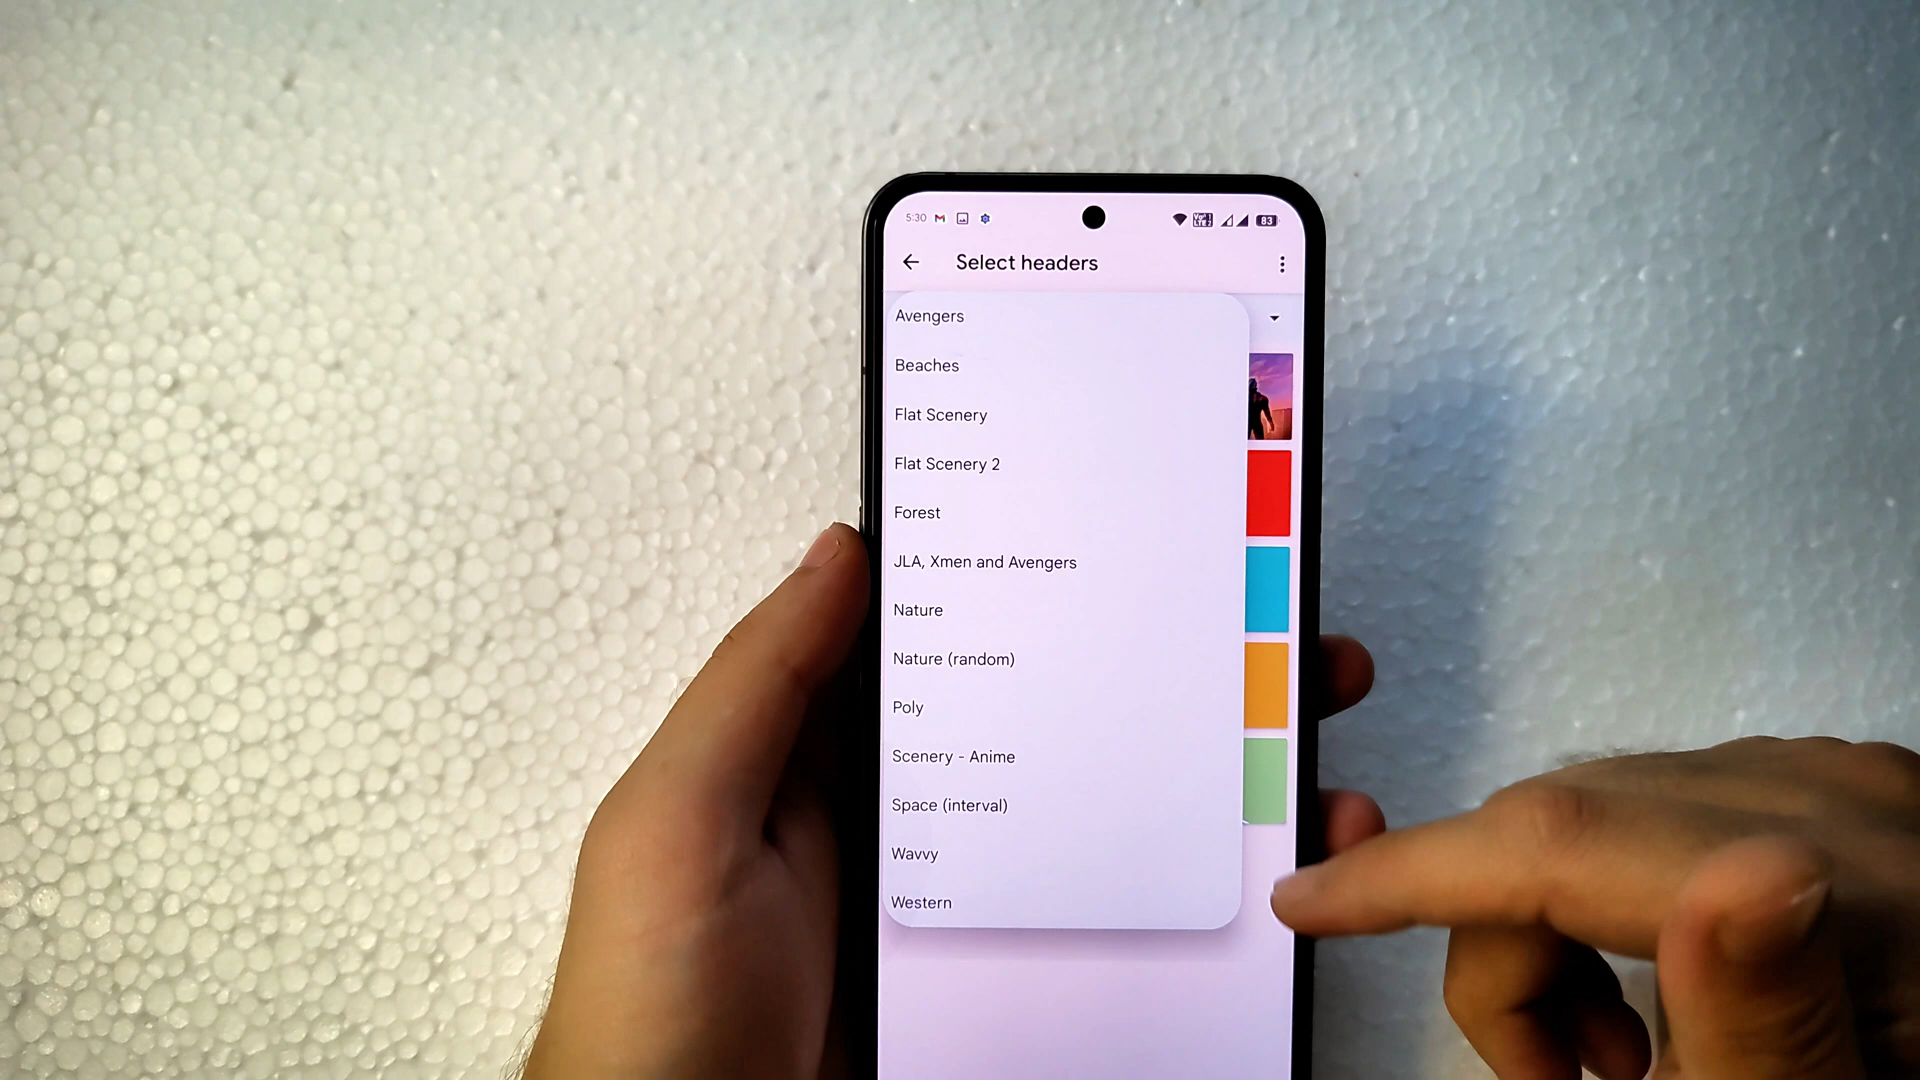 5:30
83
Select headers
Avengers
Beaches
Flat Scenery
Flat Scenery 2
Forest
JLA, Xmen and Avengers
Nature
Nature (random)
Poly
Scenery - Anime
Space (interval)
Wavvy
Western